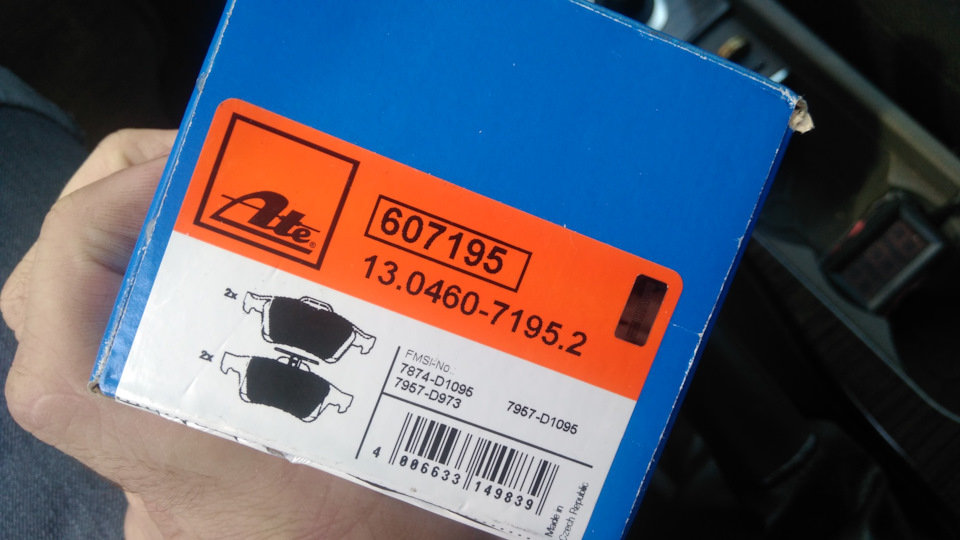 Ate®
607195
13.0460-7195.2
2x
2x
FMSI-No.:
7874-D1095
7957-D973
7957-D1095
4 006633 149839
Made in
Czech Republic